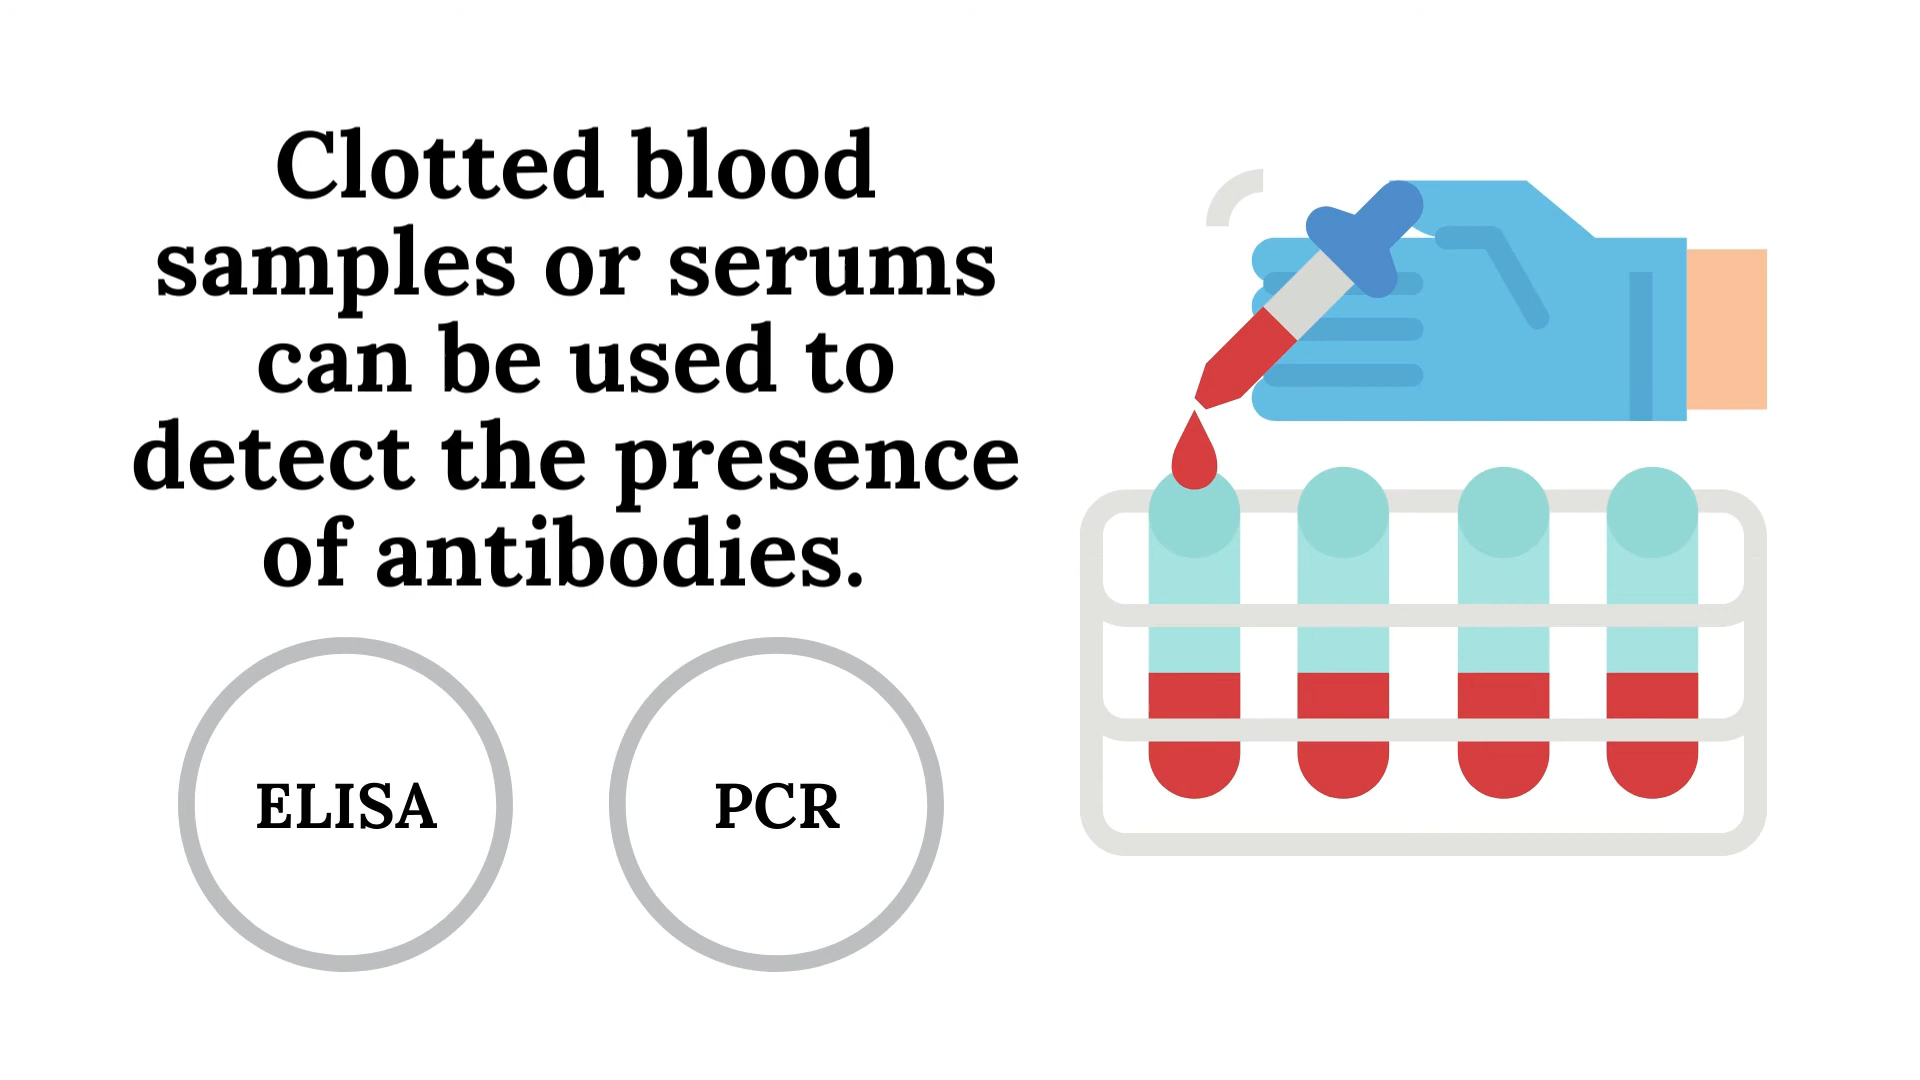 Clotted blood
samples or serums
can be used to
detect the presence
of antibodies.
ELISA
PCR